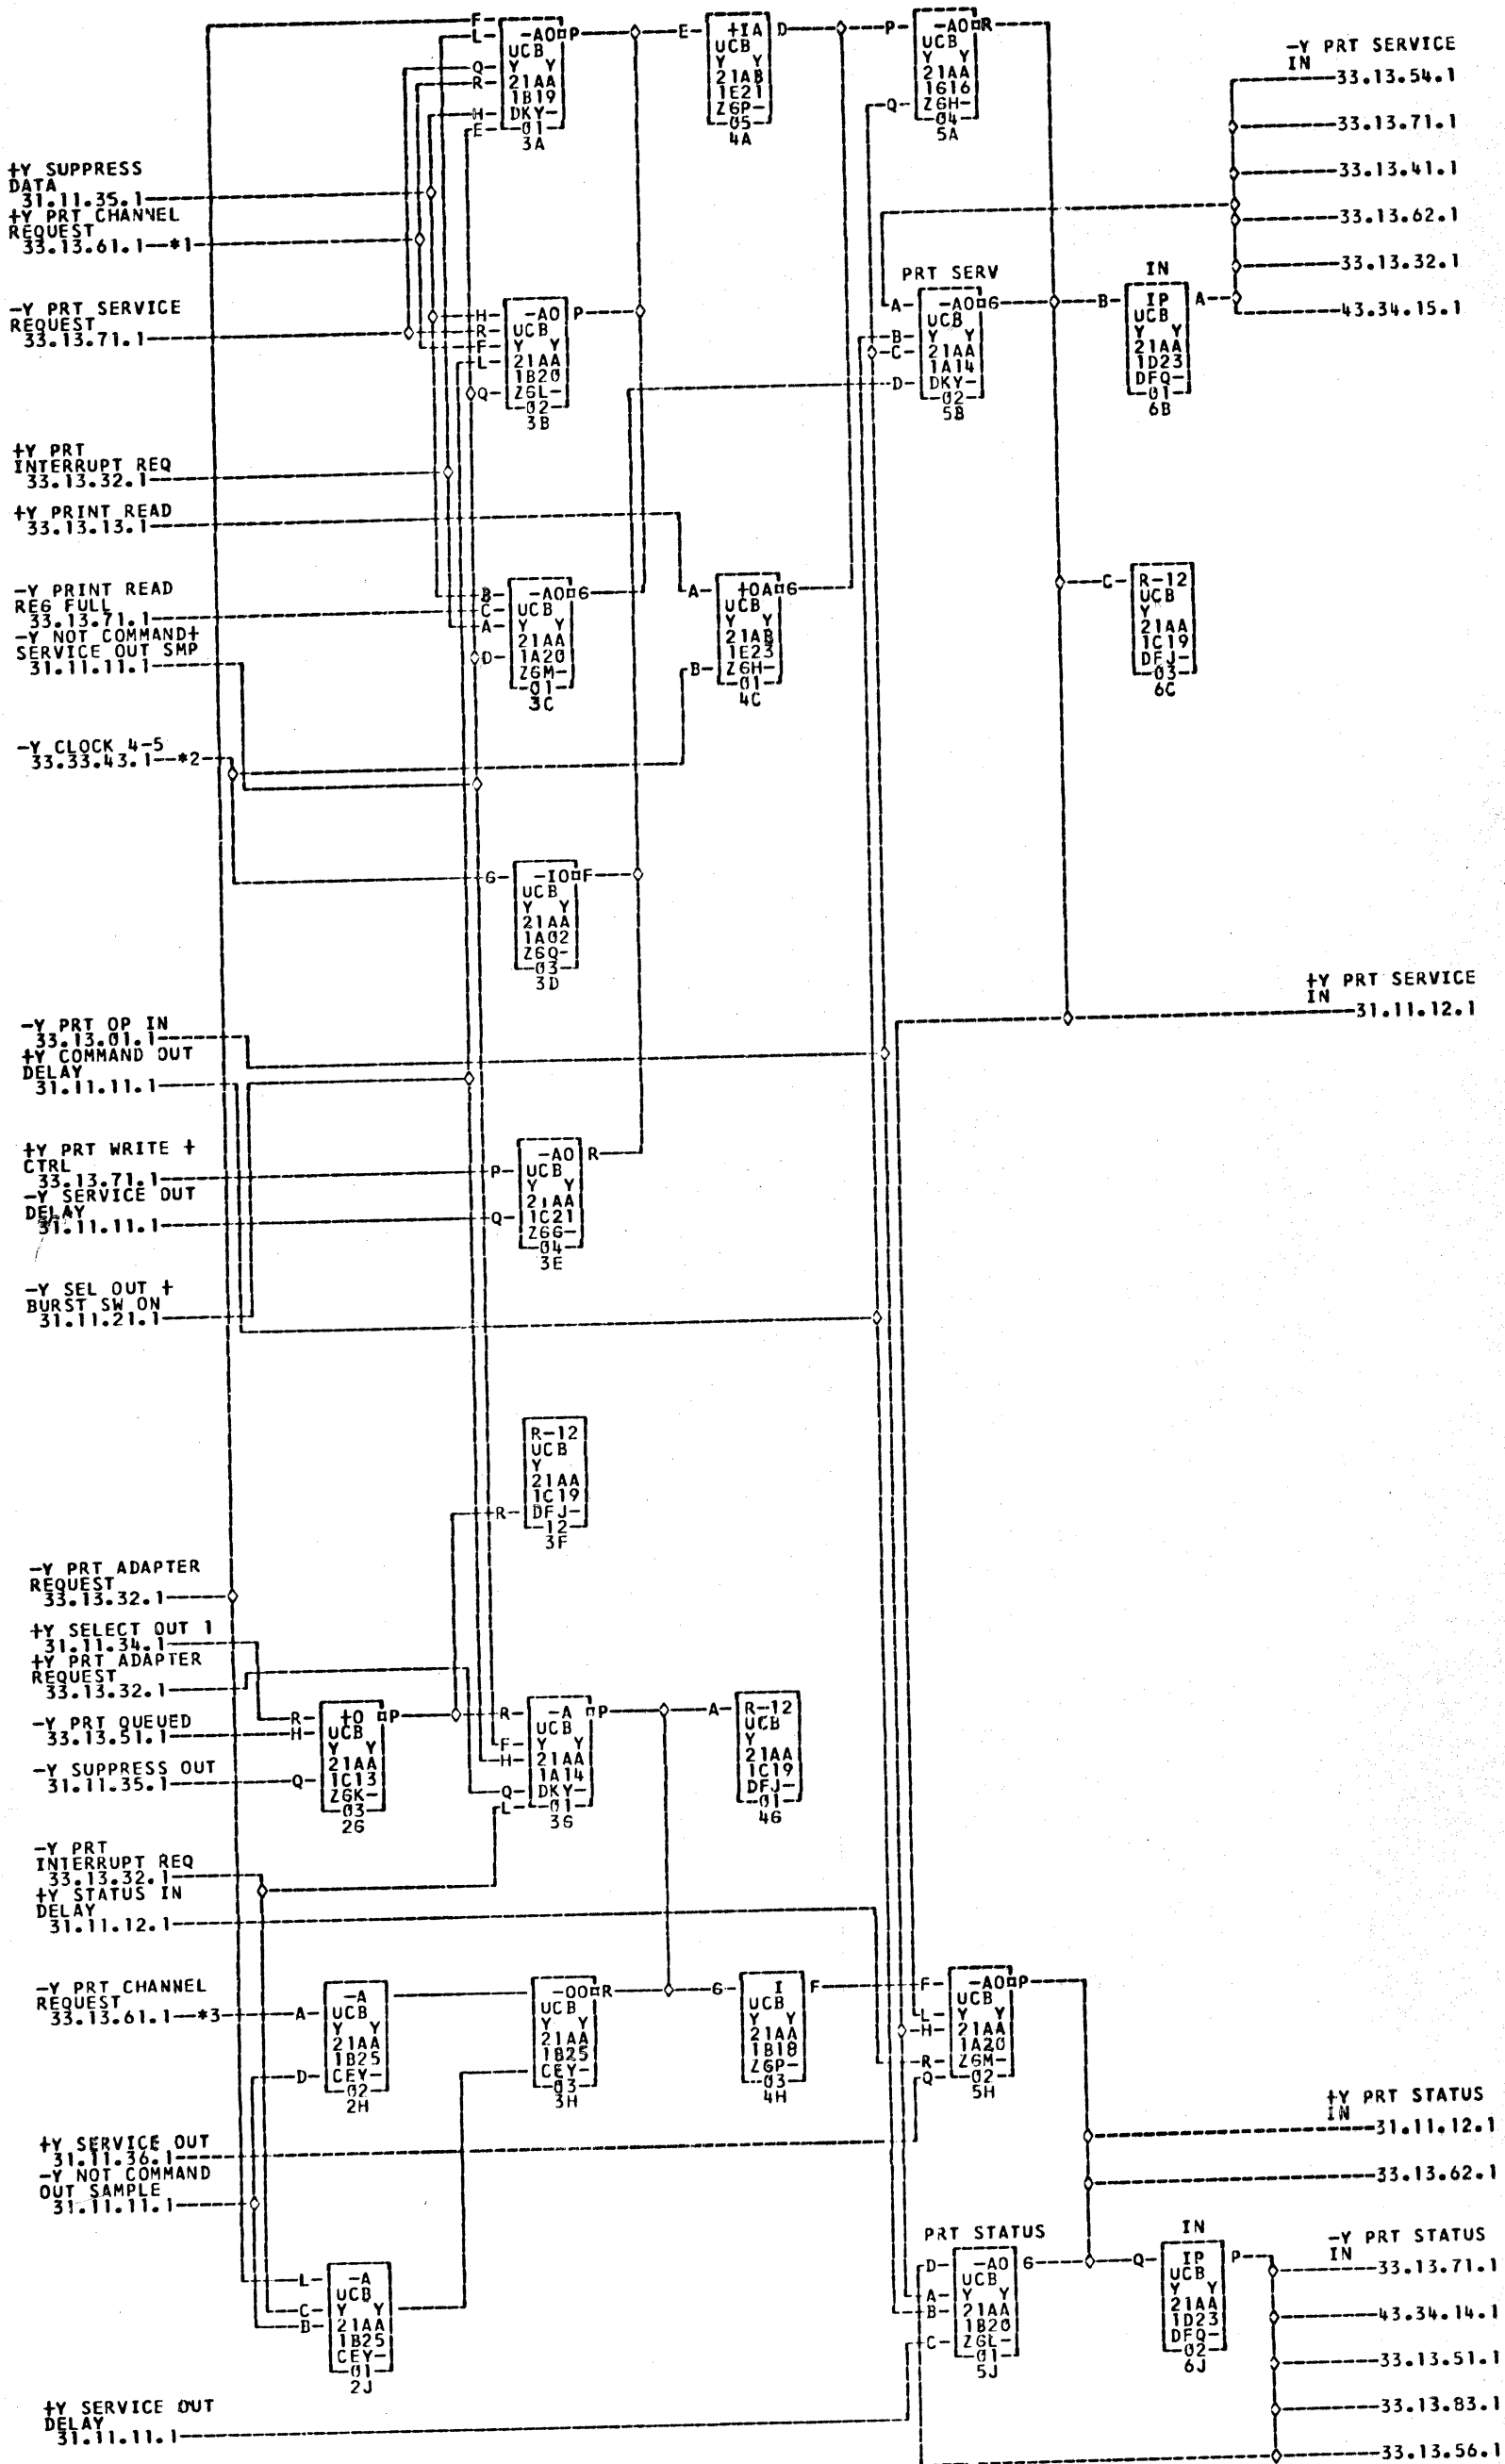 -Y PRT SERVICE
IN
33.13.54.1
33.13.71.1
33.13.41.1
33.13.62.1
33.13.32.1
43.34.15.1
F
L
Q
R
H
E
-AO P
UCB
Y Y
21AA
1B19
DKY-
01
3A
E
+IA D
UCB
Y Y
21AB
1E21
Z6P-
05
4A
P
Q
-AO R
UCB
Y Y
21AA
1616
Z6H-
04
5A
+Y SUPPRESS
DATA
31.11.35.1
+Y PRT CHANNEL
REQUEST
33.13.61.1--*1
-Y PRT SERVICE
REQUEST
33.13.71.1
H
R
F
L
Q
-AO P
UCB
Y Y
21AA
1B20
Z6L-
02
3B
PRT SERV
A
B
C
D
-AO G
UCB
Y Y
21AA
1A14
DKY-
02
5B
IN
B
IP A
UCB
Y Y
21AA
1D23
DFQ-
01
6B
+Y PRT
INTERRUPT REQ
33.13.32.1
+Y PRINT READ
33.13.13.1
-Y PRINT READ
REG FULL
33.13.71.1
-Y NOT COMMAND+
SERVICE OUT SMP
31.11.11.1
B
C
A
D
-AO G
UCB
Y Y
21AA
1A20
Z6M-
01
3C
A
B
+OA G
UCB
Y Y
21AB
1E23
Z6H-
01
4C
C
R-12
UCB
Y
21AA
1C19
DFJ-
03
6C
-Y CLOCK 4-5
33.33.43.1--*2
G
-IO F
UCB
Y Y
21AA
1A02
Z6Q-
03
3D
+Y PRT SERVICE
IN
31.11.12.1
-Y PRT OP IN
33.13.01.1
+Y COMMAND OUT
DELAY
31.11.11.1
+Y PRT WRITE +
CTRL
33.13.71.1
-Y SERVICE OUT
DELAY
31.11.11.1
P
Q
-AO R
UCB
Y Y
21AA
1C21
Z6G-
04
3E
-Y SEL OUT +
BURST SW ON
31.11.21.1
R
R-12
UCB
Y
21AA
1C19
DFJ-
12
3F
-Y PRT ADAPTER
REQUEST
33.13.32.1
+Y SELECT OUT 1
31.11.34.1
+Y PRT ADAPTER
REQUEST
33.13.32.1
-Y PRT QUEUED
33.13.51.1
-Y SUPPRESS OUT
31.11.35.1
R
H
Q
+O P
UCB
Y Y
21AA
1C13
Z6K-
03
2G
R
F
H
Q
L
-A P
UCB
Y Y
21AA
1A14
DKY-
01
3G
A
R-12
UCB
Y
21AA
1C19
DFJ-
01
4G
-Y PRT
INTERRUPT REQ
33.13.32.1
+Y STATUS IN
DELAY
31.11.12.1
-Y PRT CHANNEL
REQUEST
33.13.61.1--*3
A
D
-A
UCB
Y Y
21AA
1B25
CEY-
02
2H
-OO R
UCB
Y Y
21AA
1B25
CEY-
03
3H
G
I F
UCB
Y Y
21AA
1B18
Z6P-
03
4H
F
L
H
R
Q
-AO P
UCB
Y Y
21AA
1A20
Z6M-
02
5H
+Y PRT STATUS
IN
31.11.12.1
33.13.62.1
+Y SERVICE OUT
31.11.36.1
-Y NOT COMMAND
OUT SAMPLE
31.11.11.1
L
C
B
-A
UCB
Y Y
21AA
1B25
CEY-
01
2J
PRT STATUS
D
A
B
C
-AO G
UCB
Y Y
21AA
1B20
Z6L-
01
5J
IN
Q
IP P
UCB
Y Y
21AA
1D23
DFQ-
02
6J
-Y PRT STATUS
IN
33.13.71.1
43.34.14.1
33.13.51.1
33.13.83.1
33.13.56.1
+Y SERVICE OUT
DELAY
31.11.11.1